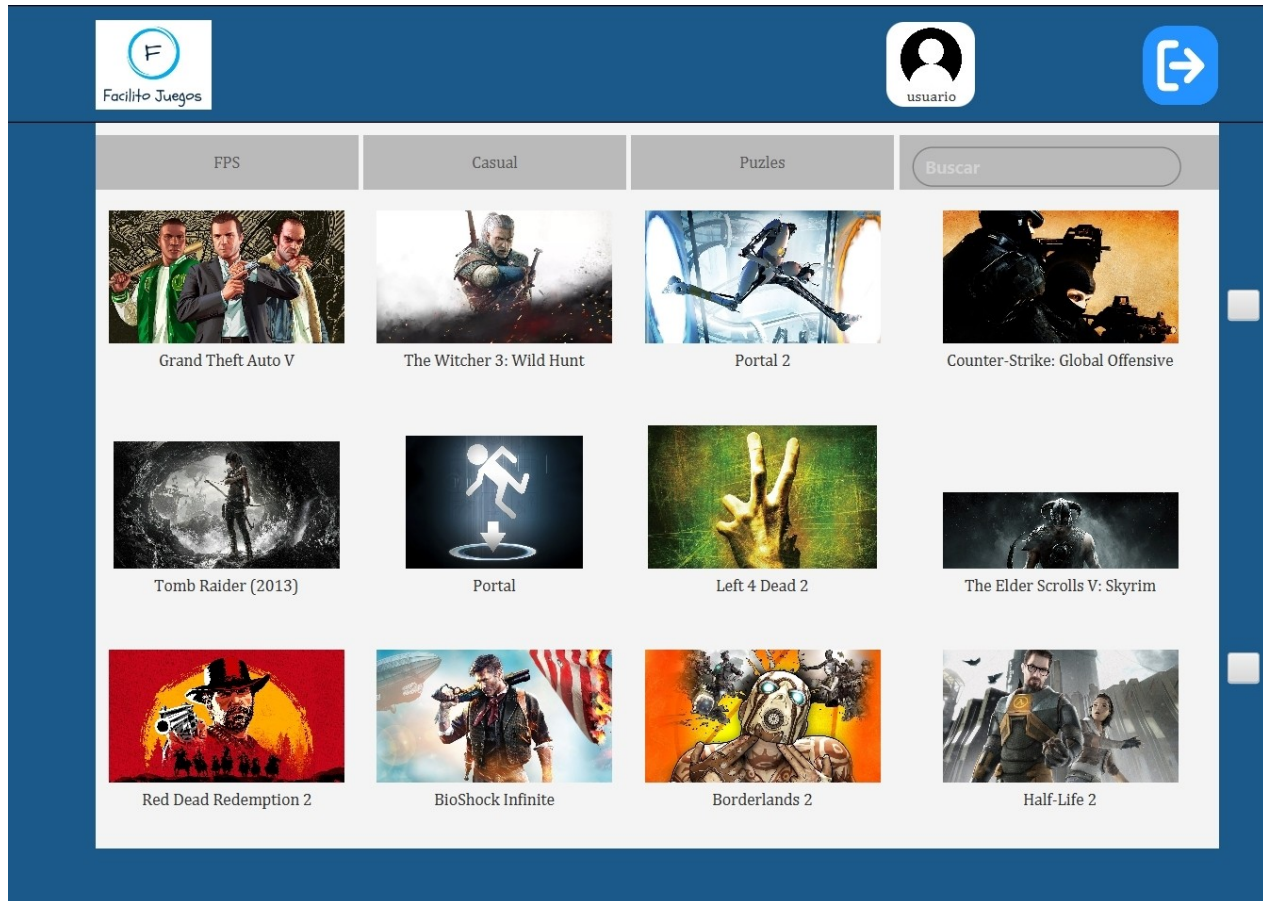 F
Facilito Juegos
usuario
FPS
Casual
Puzles
Buscar
Grand Theft Auto V
The Witcher 3: Wild Hunt
Portal 2
Counter-Strike: Global Offensive
Tomb Raider (2013)
Portal
Left 4 Dead 2
The Elder Scrolls V: Skyrim
Red Dead Redemption 2
BioShock Infinite
Borderlands 2
Half-Life 2